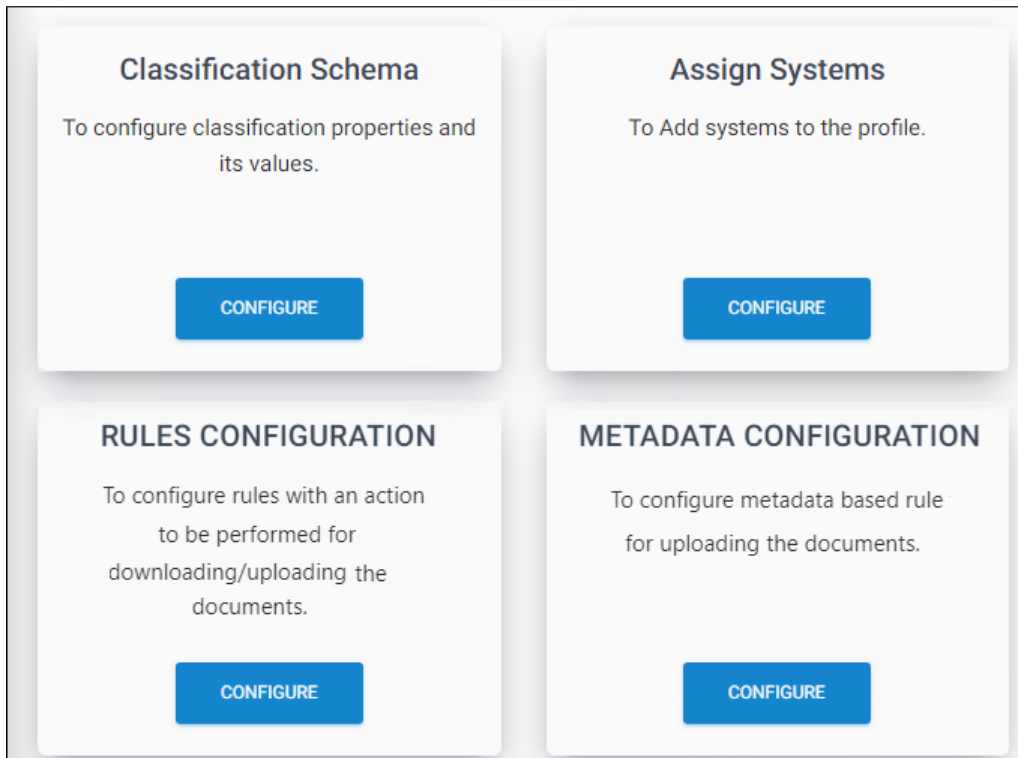 Classification Schema
To configure classification properties and
its values.
CONFIGURE
Assign Systems
To Add systems to the profile.
CONFIGURE
RULES CONFIGURATION
To configure rules with an action
to be performed for
downloading/uploading the
documents.
CONFIGURE
METADATA CONFIGURATION
To configure metadata based rule
for uploading the documents.
CONFIGURE